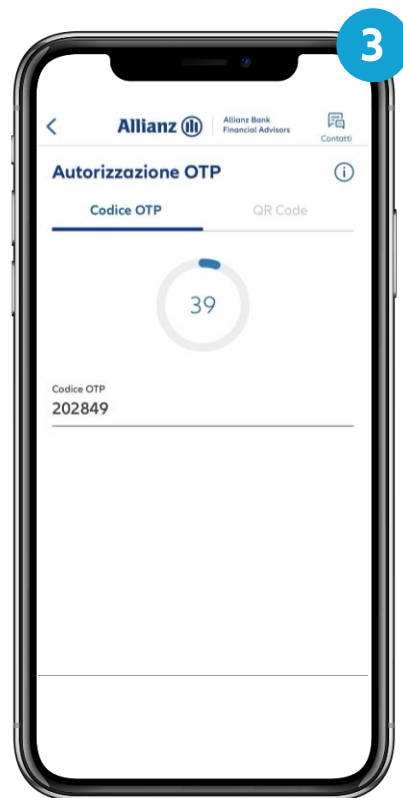 3
Allianz
Allianz Bank
Financial Advisors
Contatti
Autorizzazione OTP
Codice OTP
QR Code
39
Codice OTP
202849